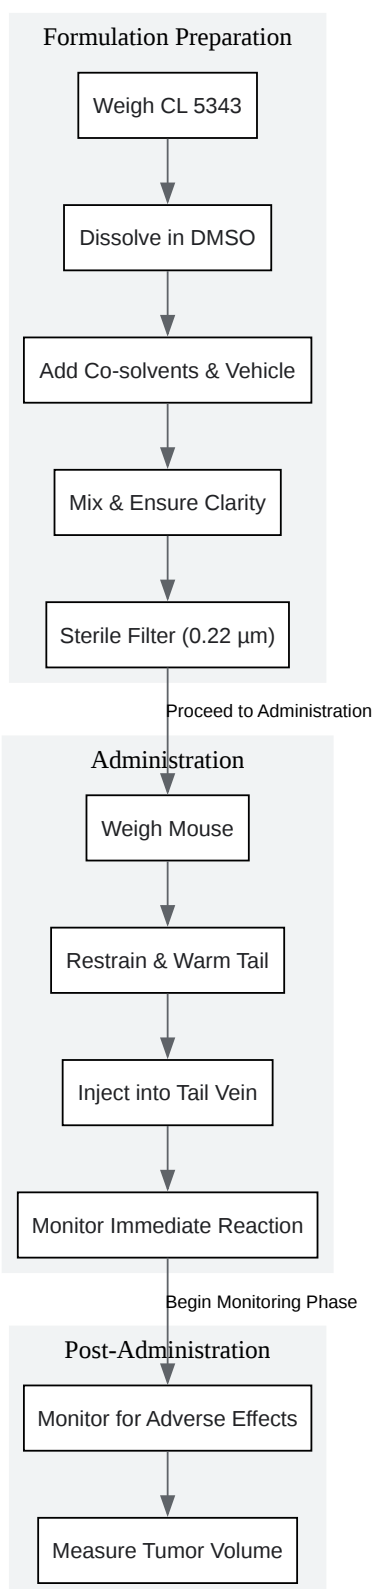 Formulation Preparation
Weigh CL 5343
Dissolve in DMSO
Add Co-solvents & Vehicle
Mix & Ensure Clarity
Sterile Filter (0.22 µm)
Proceed to Administration
Administration
Weigh Mouse
Restrain & Warm Tail
Inject into Tail Vein
Monitor Immediate Reaction
Begin Monitoring Phase
Post-Administration
Monitor for Adverse Effects
Measure Tumor Volume